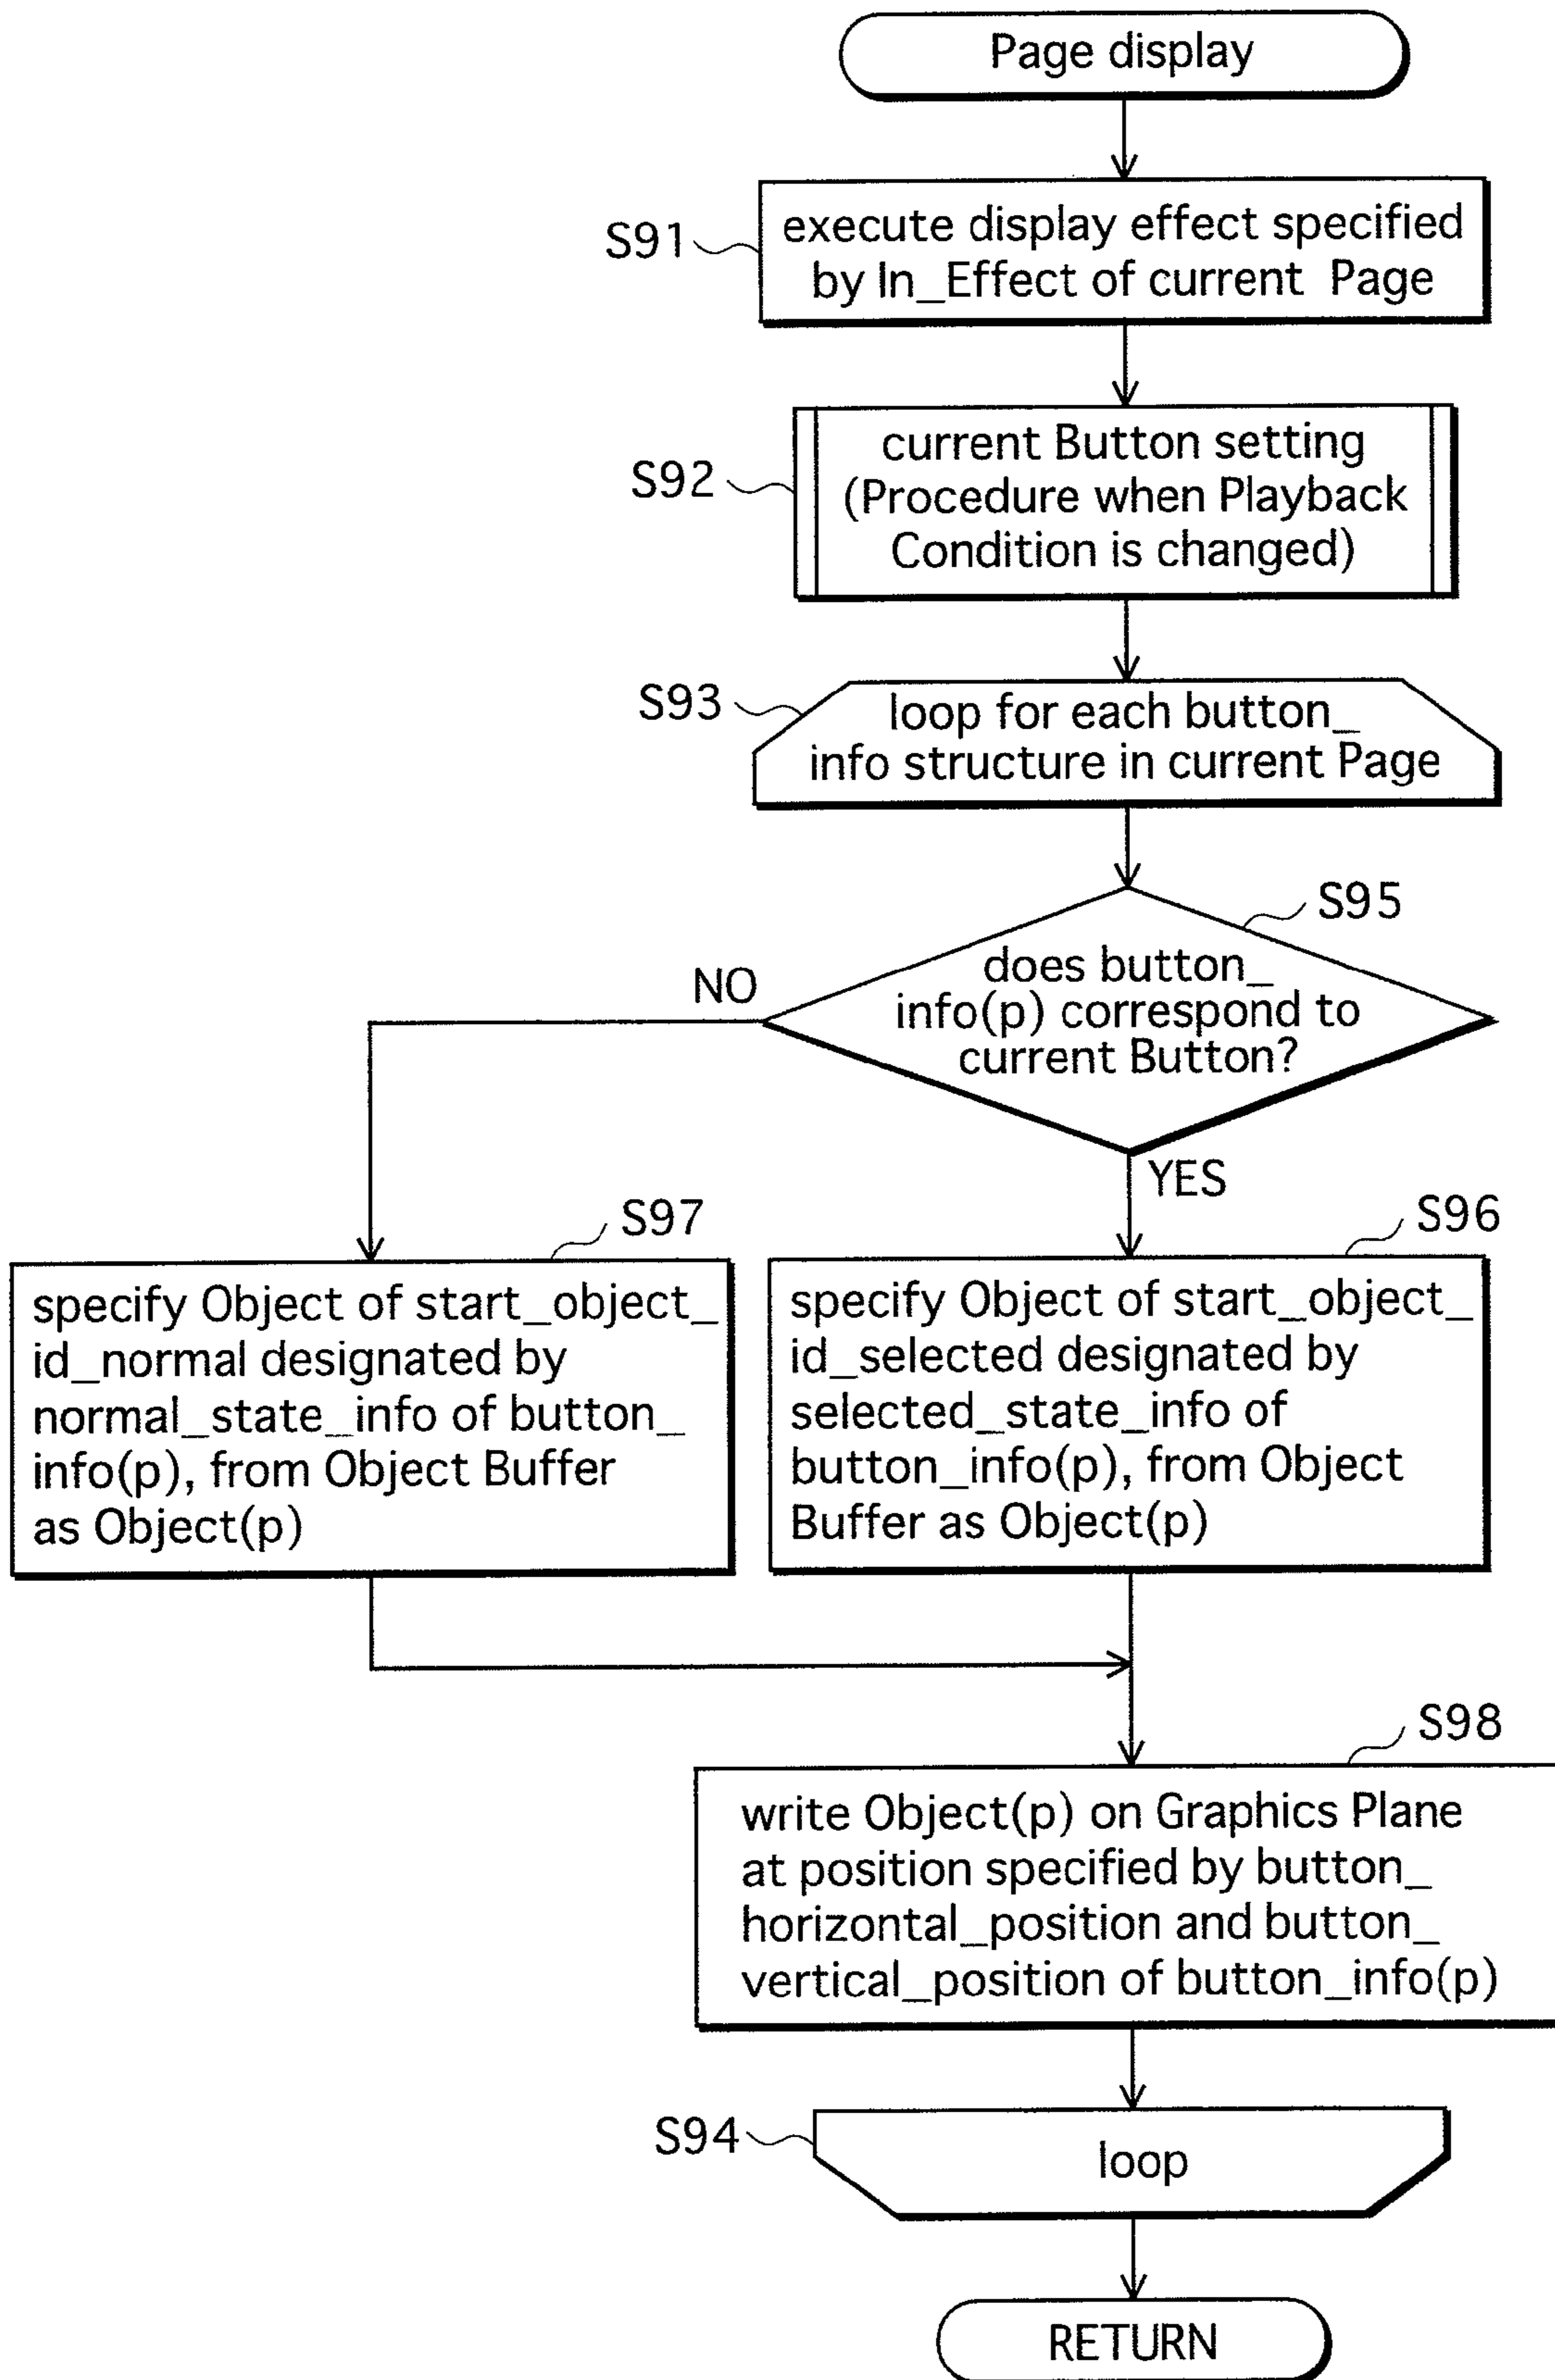 Page display
S91
execute display effect specified
by In_Effect of current Page
S92
current Button setting
(Procedure when Playback
Condition is changed)
S93
loop for each button_
info structure in current Page
S95
does button_
info(p) correspond to
current Button?
NO
YES
S97
specify Object of start_object_
id_normal designated by
normal_state_info of button_
info(p), from Object Buffer
as Object(p)
S96
specify Object of start_object_
id_selected designated by
selected_state_info of
button_info(p), from Object
Buffer as Object(p)
S98
write Object(p) on Graphics Plane
at position specified by button_
horizontal_position and button_
vertical_position of button_info(p)
S94
loop
RETURN